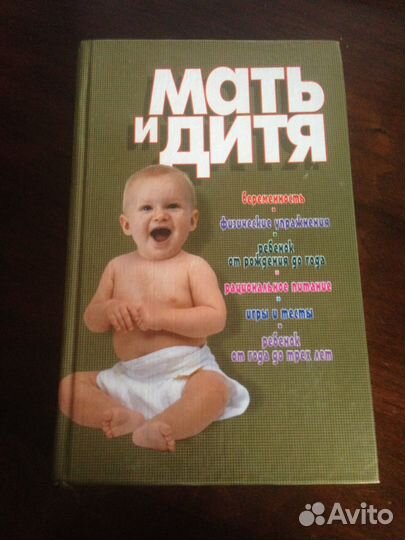 мать
и дитя
беременность
физические упражнения
ребенок
от рождения до года
рациональное питание
игры и тесты
ребенок
от года до трех лет
Avito